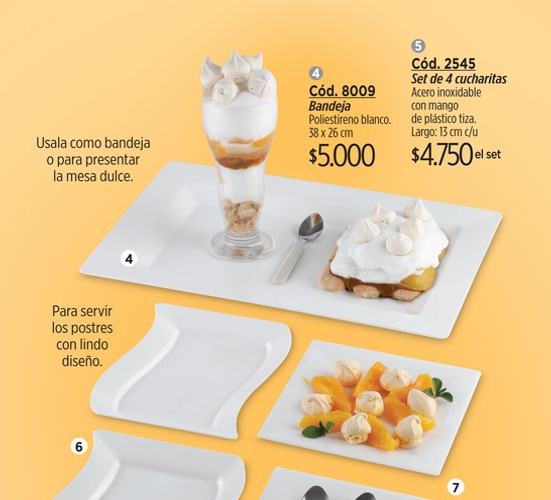 4
Cód. 8009
Bandeja
Poliestireno blanco.
38 x 26 cm
$5.000
5
Cód. 2545
Set de 4 cucharitas
Acero inoxidable
con mango
de plástico tiza.
Largo: 13 cm c/u
$4.750 el set
Usala como bandeja
o para presentar
la mesa dulce.
4
Para servir
los postres
con lindo
diseño.
6
7